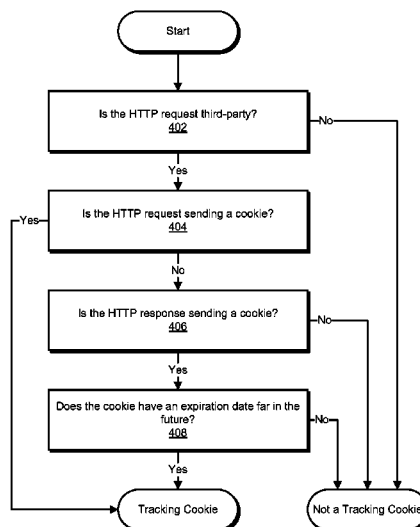 Start
Is the HTTP request third-party?
402
No
Yes
Is the HTTP request sending a cookie?
404
Yes
No
Is the HTTP response sending a cookie?
406
No
Yes
Does the cookie have an expiration date far in the
future?
408
No
Yes
Tracking Cookie
Not a Tracking Cookie